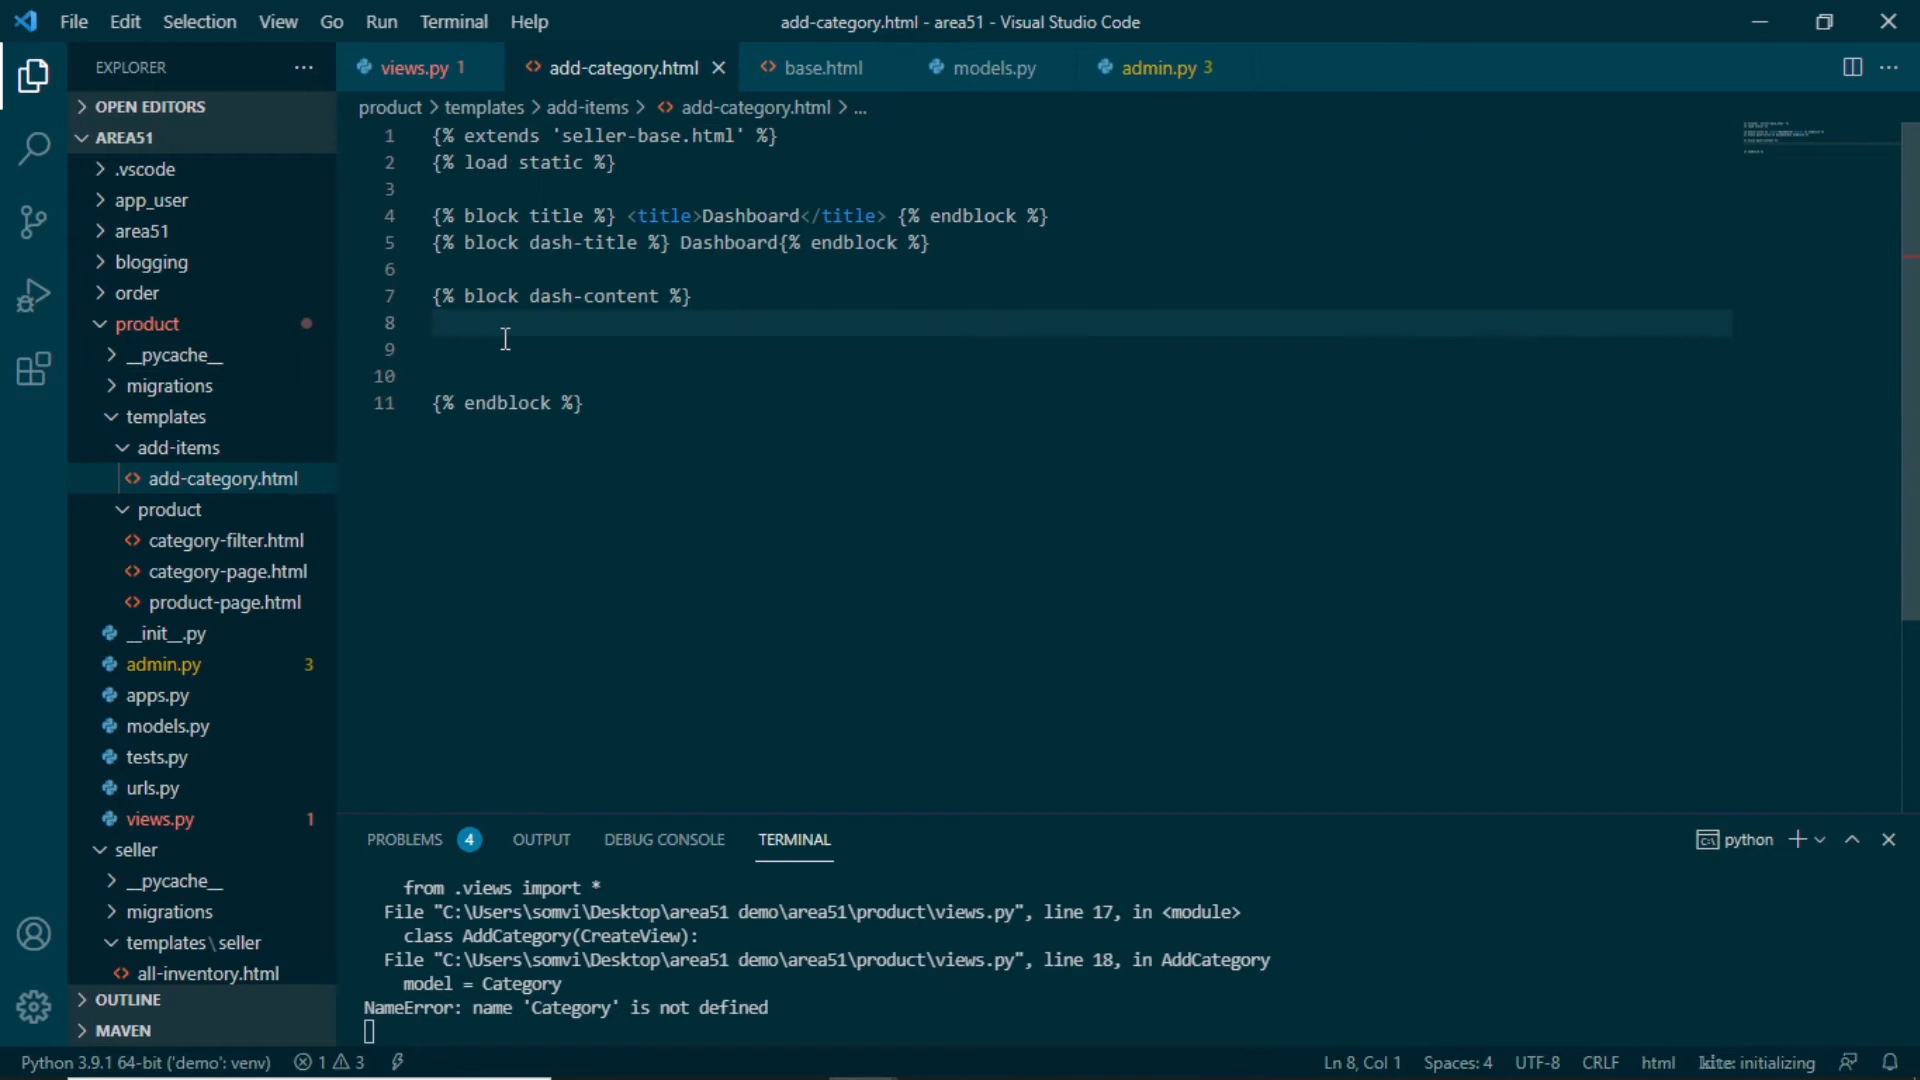 File Edit Selection View Go Run Terminal Help
add-category.html - area51 - Visual Studio Code
EXPLORER
OPEN EDITORS
AREA51
.vscode
app_user
area51
blogging
order
product
__pycache__
migrations
templates
add-items
add-category.html
product
category-filter.html
category-page.html
product-page.html
__init__.py
admin.py 3
apps.py
models.py
tests.py
urls.py
views.py 1
seller
__pycache__
migrations
templates\seller
all-inventory.html
OUTLINE
MAVEN
views.py 1 add-category.html base.html models.py admin.py 3
product > templates > add-items > add-category.html > ...
1 {% extends 'seller-base.html' %}
2 {% load static %}
3
4 {% block title %} <title>Dashboard</title> {% endblock %}
5 {% block dash-title %} Dashboard{% endblock %}
6
7 {% block dash-content %}
8
9
10
11 {% endblock %}
PROBLEMS 4 OUTPUT DEBUG CONSOLE TERMINAL
python
from .views import *
File "C:\Users\somvi\Desktop\area51 demo\area51\product\views.py", line 17, in <module>
class AddCategory(CreateView):
File "C:\Users\somvi\Desktop\area51 demo\area51\product\views.py", line 18, in AddCategory
model = Category
NameError: name 'Category' is not defined
Python 3.9.1 64-bit ('demo': venv) 1 3
Ln 8, Col 1 Spaces: 4 UTF-8 CRLF html kite: initializing